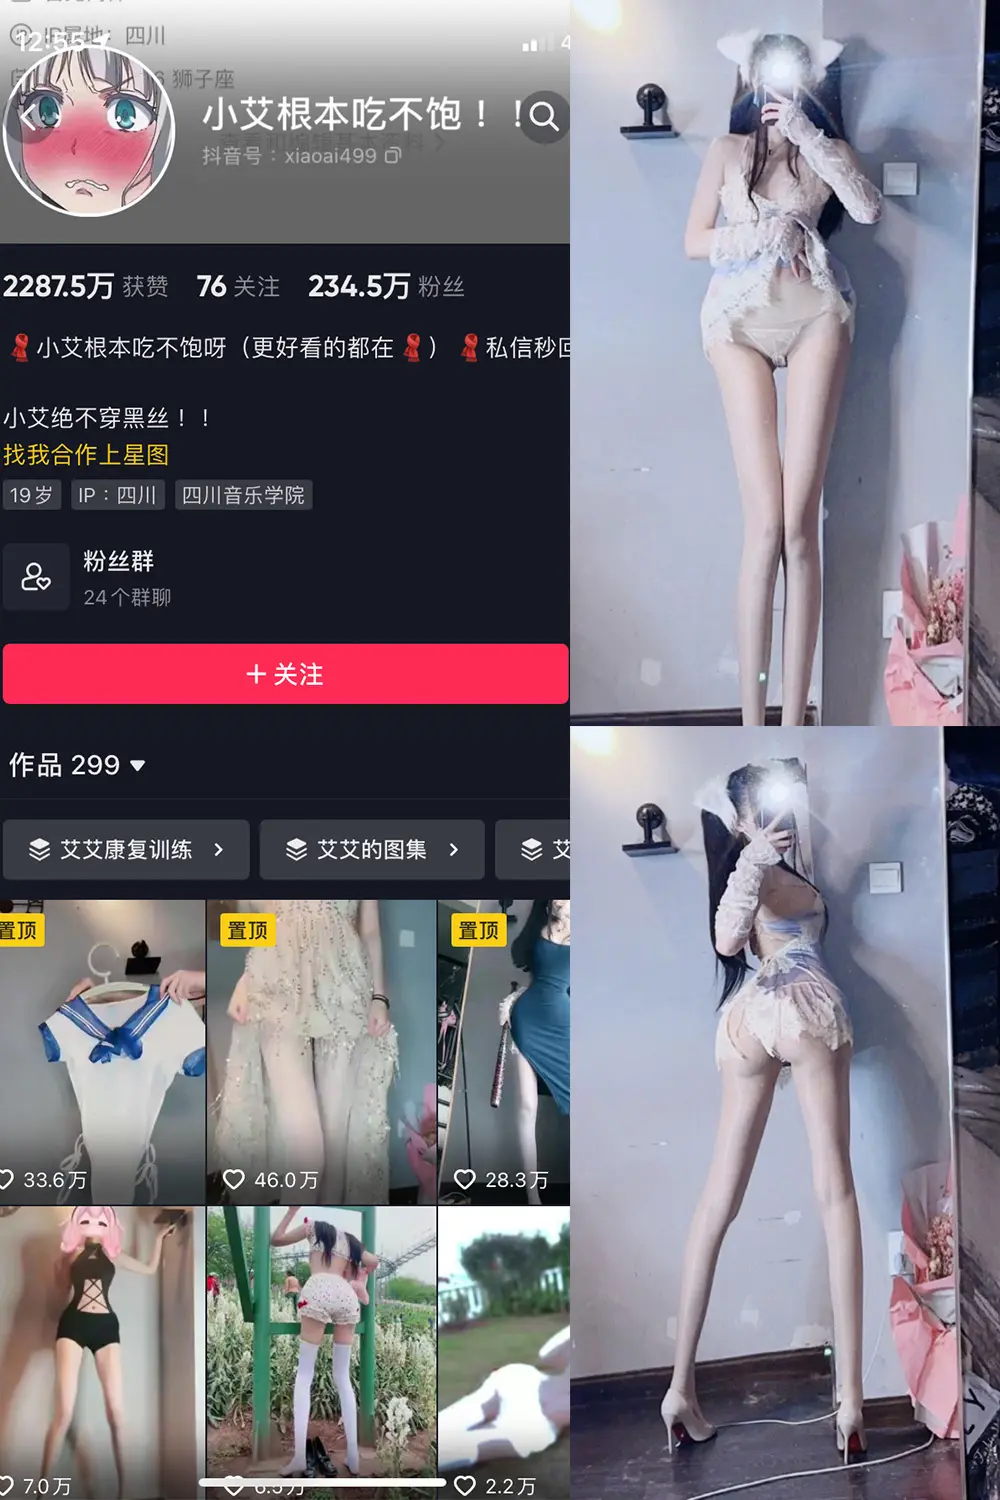 12:55
4
IP属地：四川
狮子座
小艾根本吃不饱！！
抖音号：xiaoai499
2287.5万 获赞 76 关注 234.5万 粉丝
小艾根本吃不饱呀（更好看的都在 ） 私信秒回
小艾绝不穿黑丝！！
找我合作上星图
19岁 IP：四川 四川音乐学院
粉丝群
24个群聊
＋关注
作品 299
艾艾康复训练 艾艾的图集 艾
置顶 置顶 置顶
33.6万 46.0万 28.3万
7.0万 6.5万 2.2万